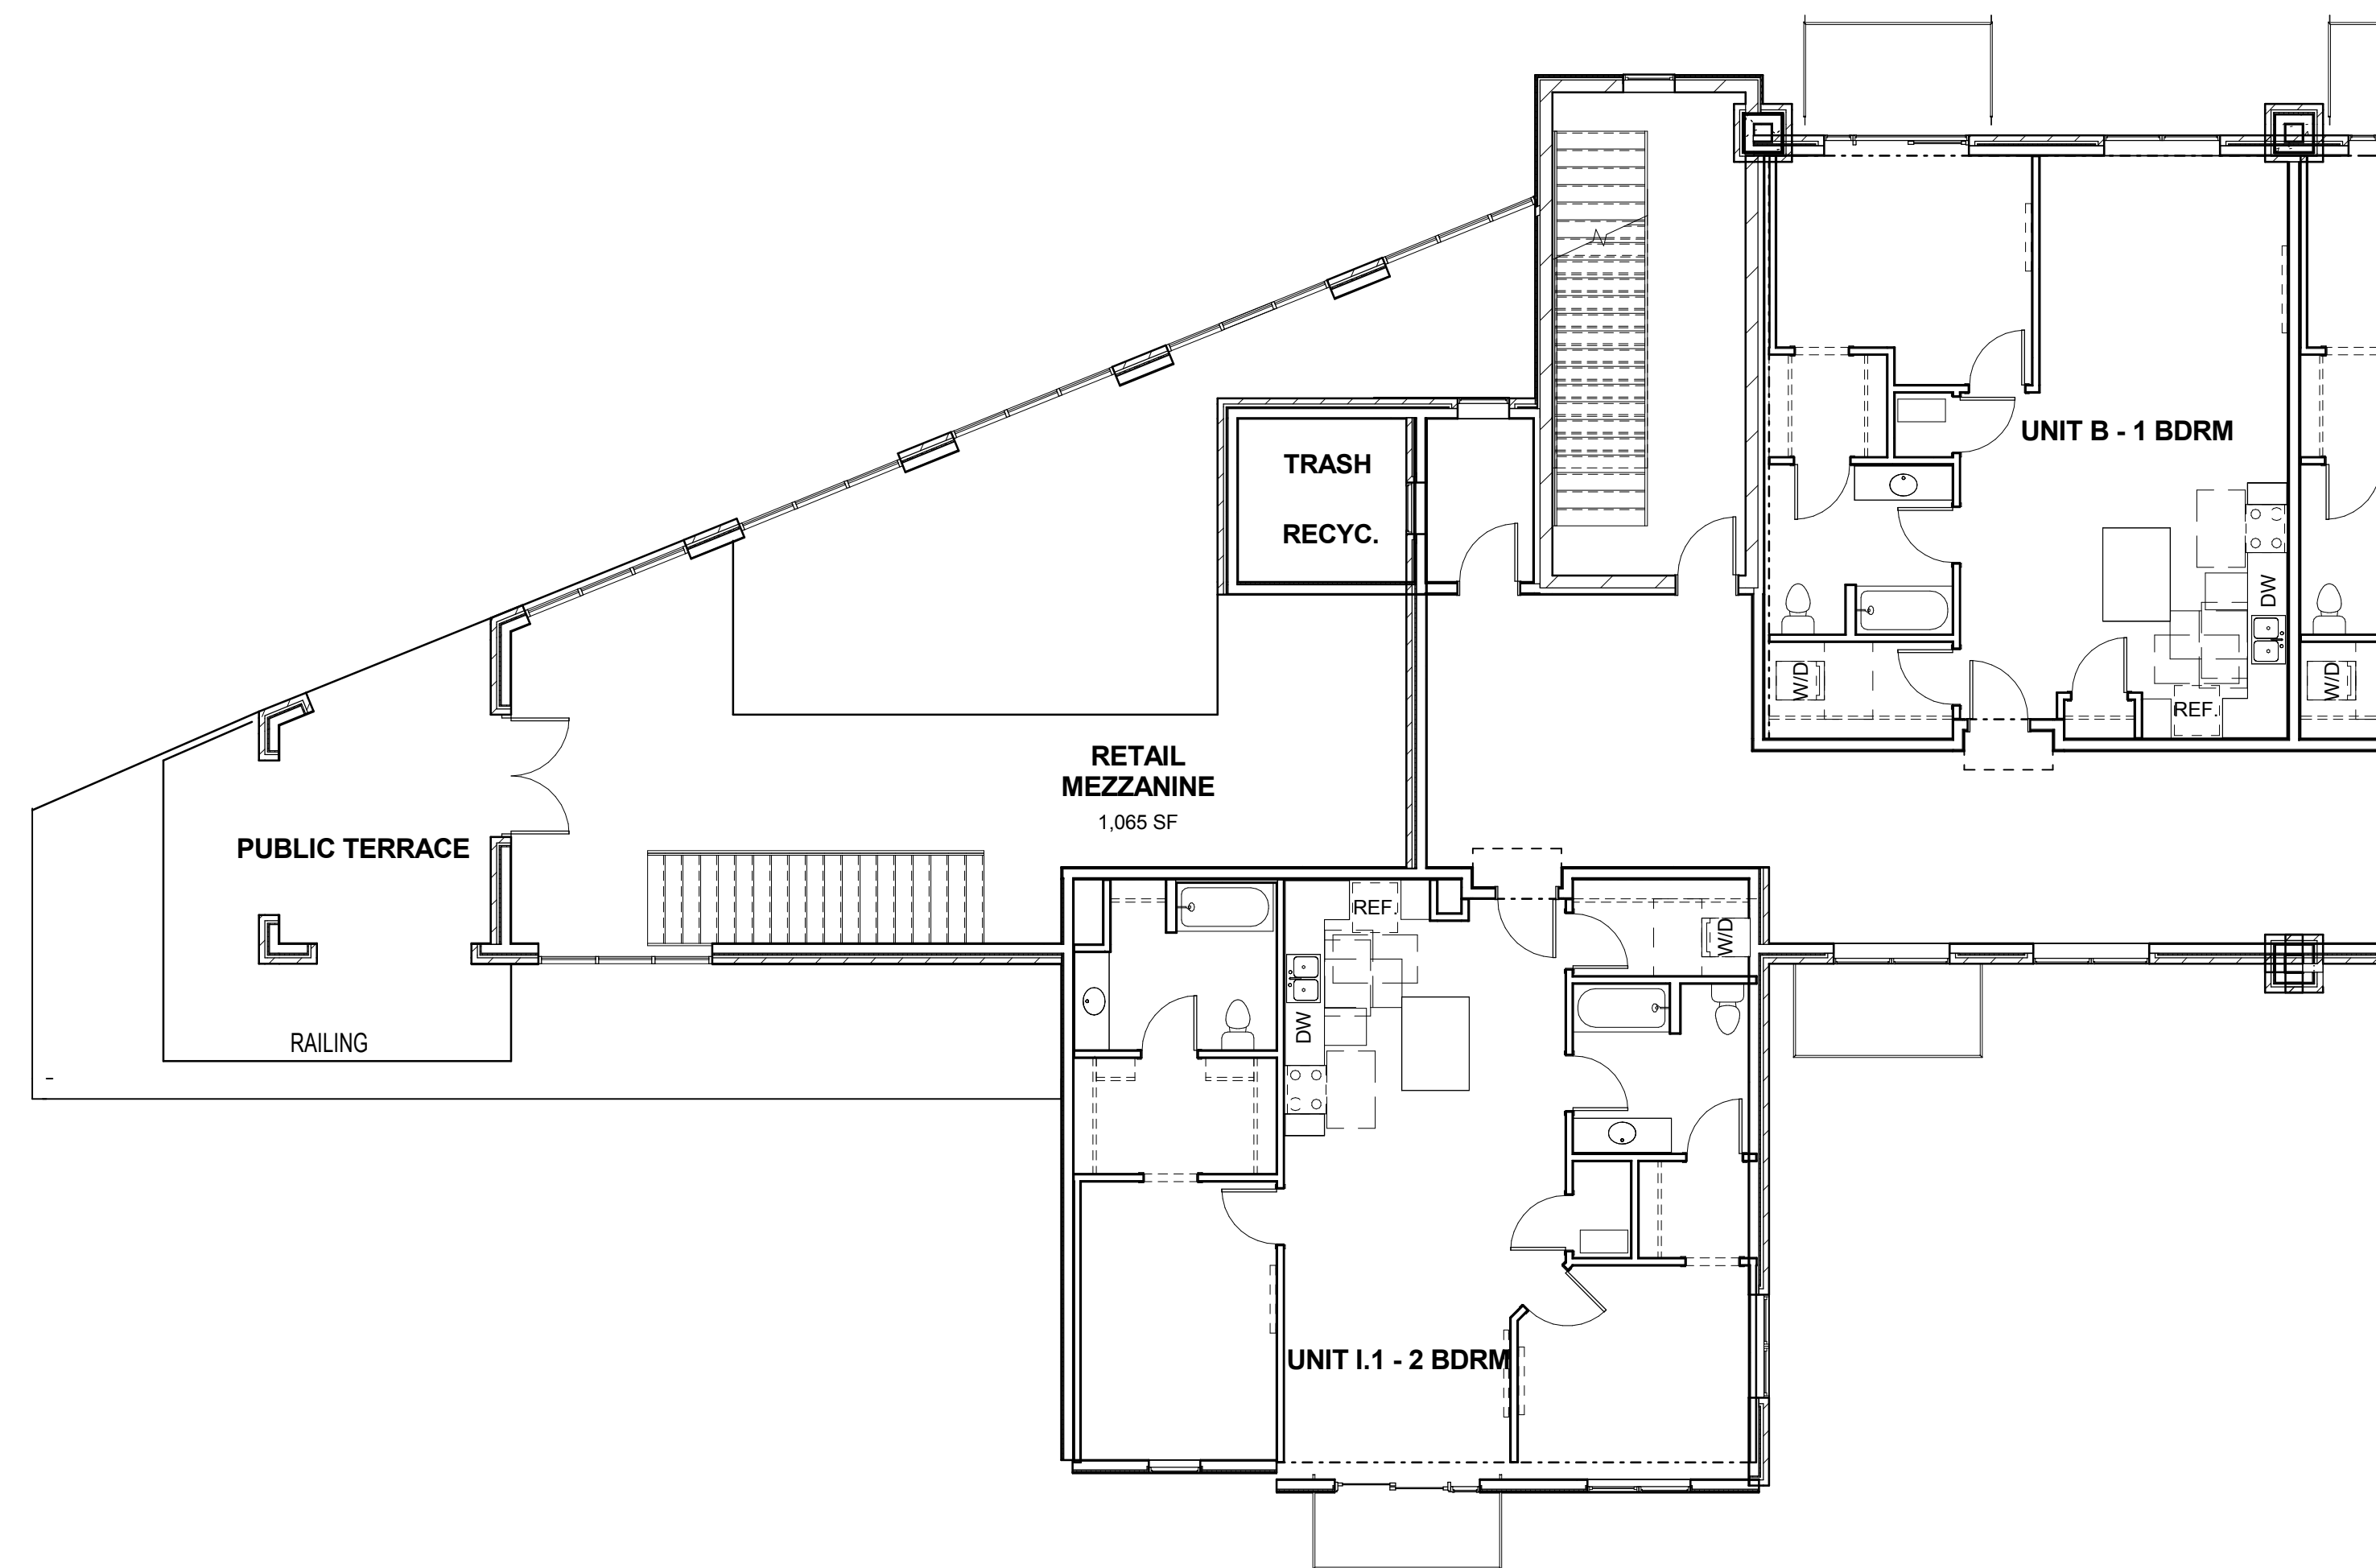 UNIT B - 1 BDRM
TRASH
RECYC.
DW
W/D
W/D
REF.
RETAIL
MEZZANINE
1,065 SF
PUBLIC TERRACE
REF.
W/D
DW
RAILING
UNIT I.1 - 2 BDRM